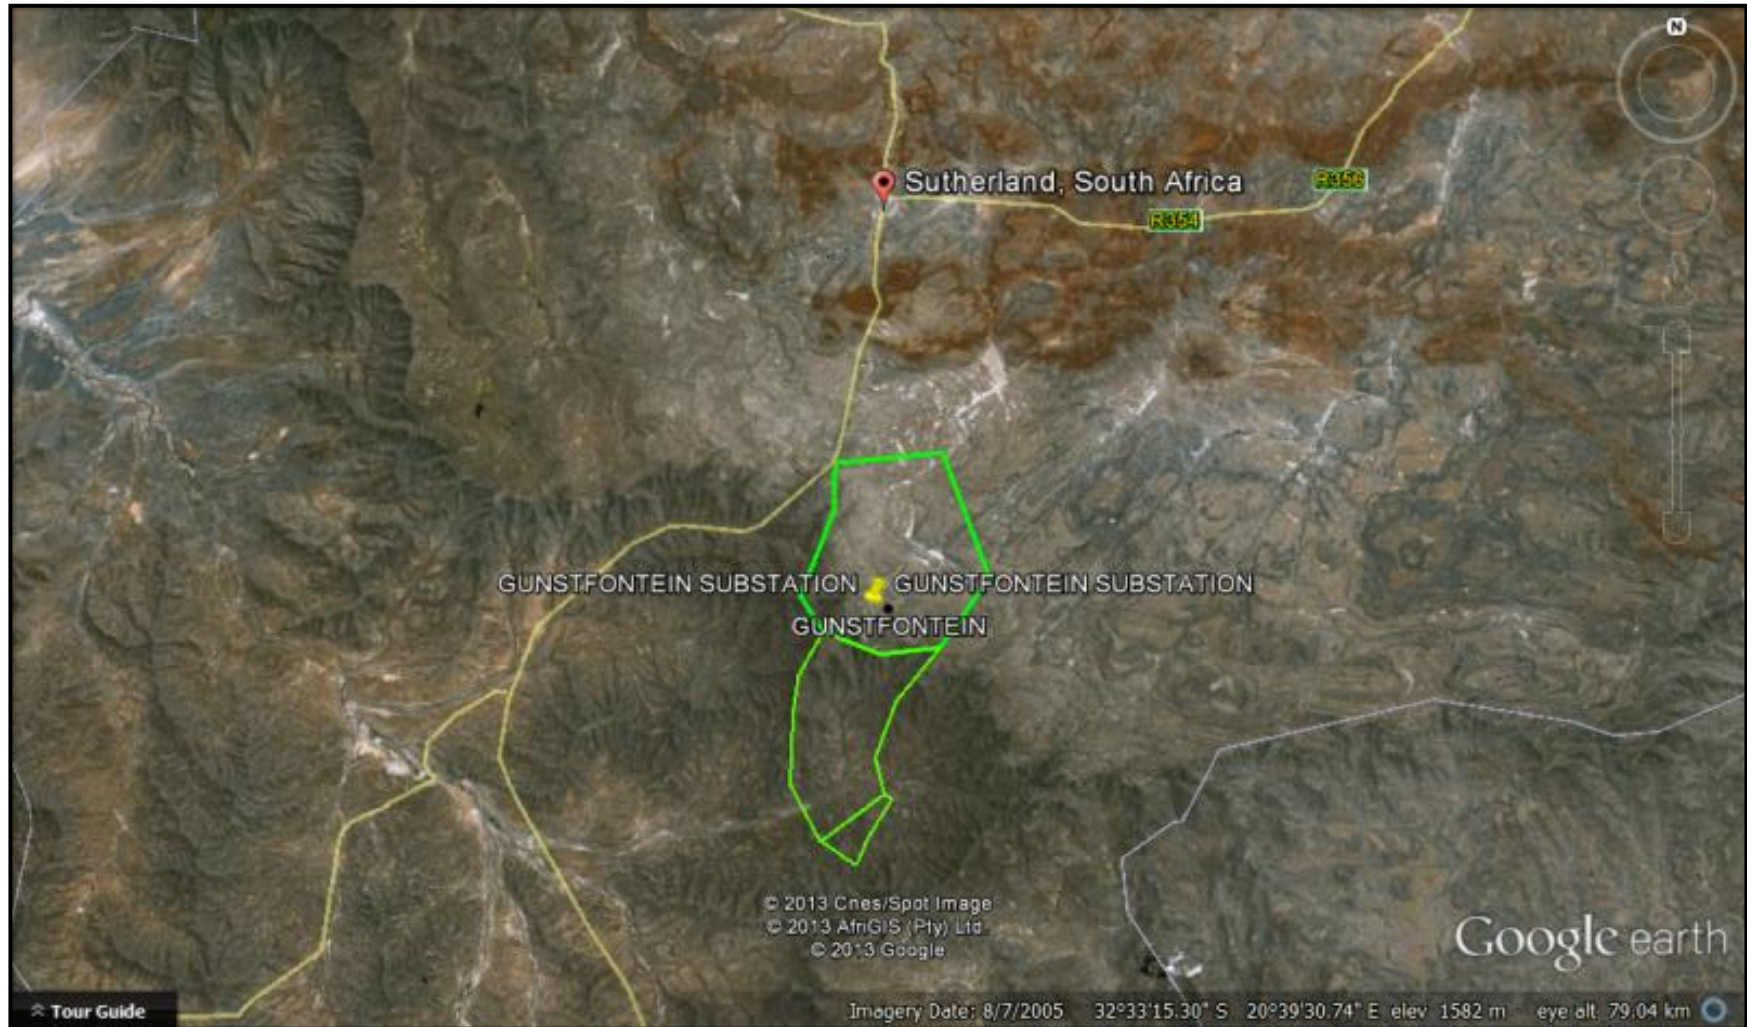 N
Sutherland, South Africa
R356
R354
GUNSTFONTEIN SUBSTATION
GUNSTFONTEIN SUBSTATION
GUNSTFONTEIN
© 2013 Cnes/Spot Image
© 2013 AfriGIS (Pty) Ltd.
© 2013 Google
Google earth
Tour Guide
Imagery Date: 8/7/2005 32°33'15.30" S 20°39'30.74" E elev 1582 m eye alt 79.04 km